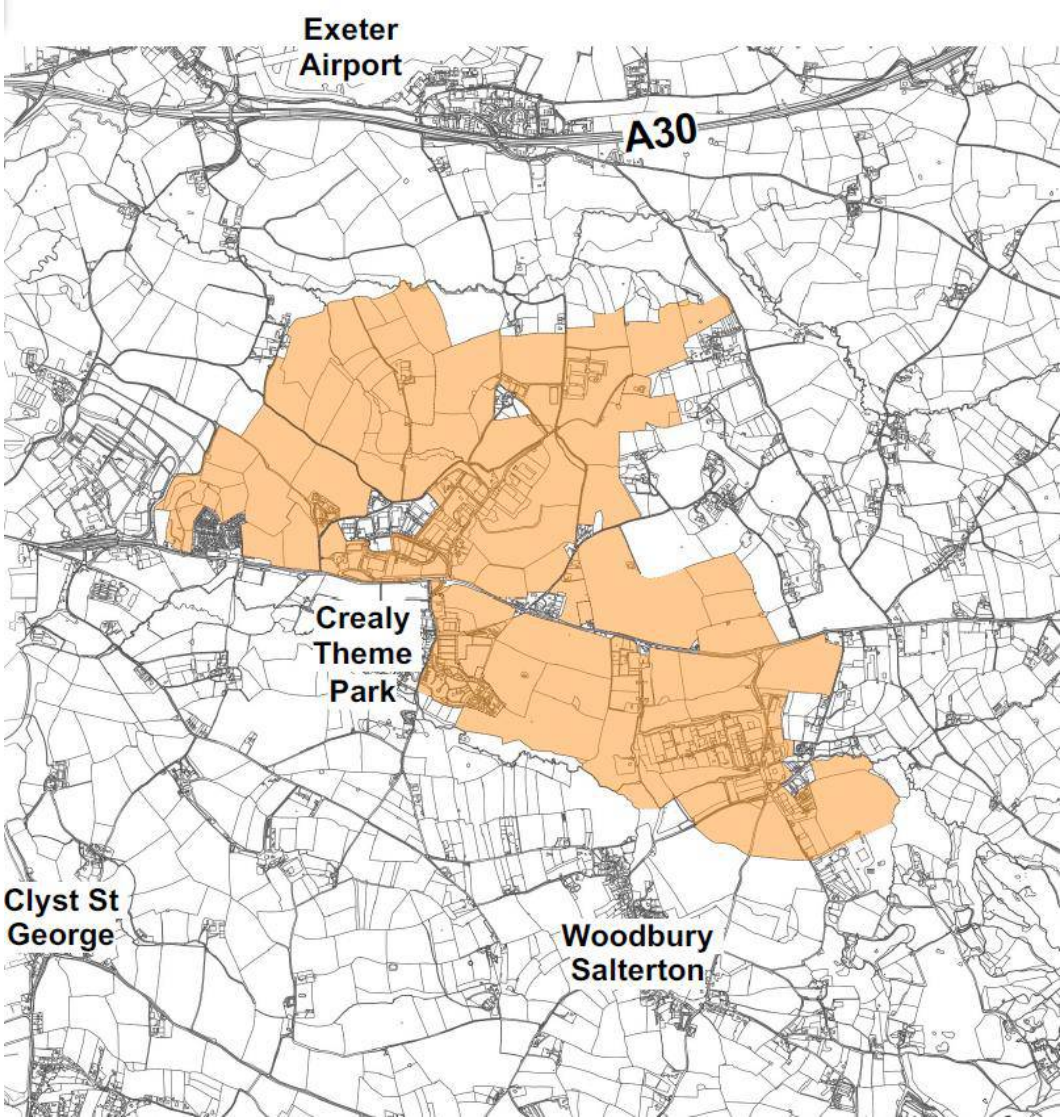 Exeter
Airport
A30
Crealy
Theme
Park
Clyst St
George
Woodbury
Salterton